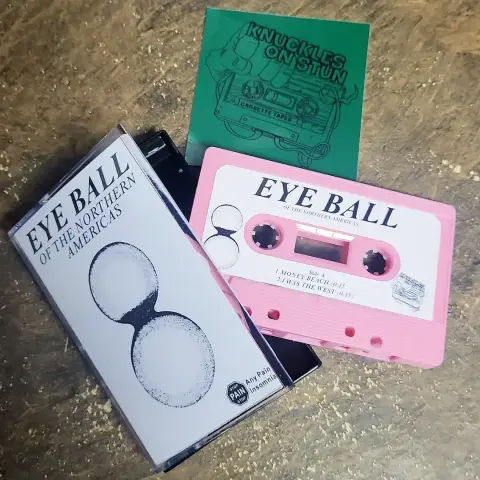 KNUCKLES
ON STUN
CASSETTE TAPES
EYE BALL
OF THE NORTHERN
AMERICAS
STOP
PAIN
Any Pain
Insomnia
EYE BALL
OF THE NORTHERN AMERICAS
Side A
1. MONEY BEACH
2. I WAS THE WEST